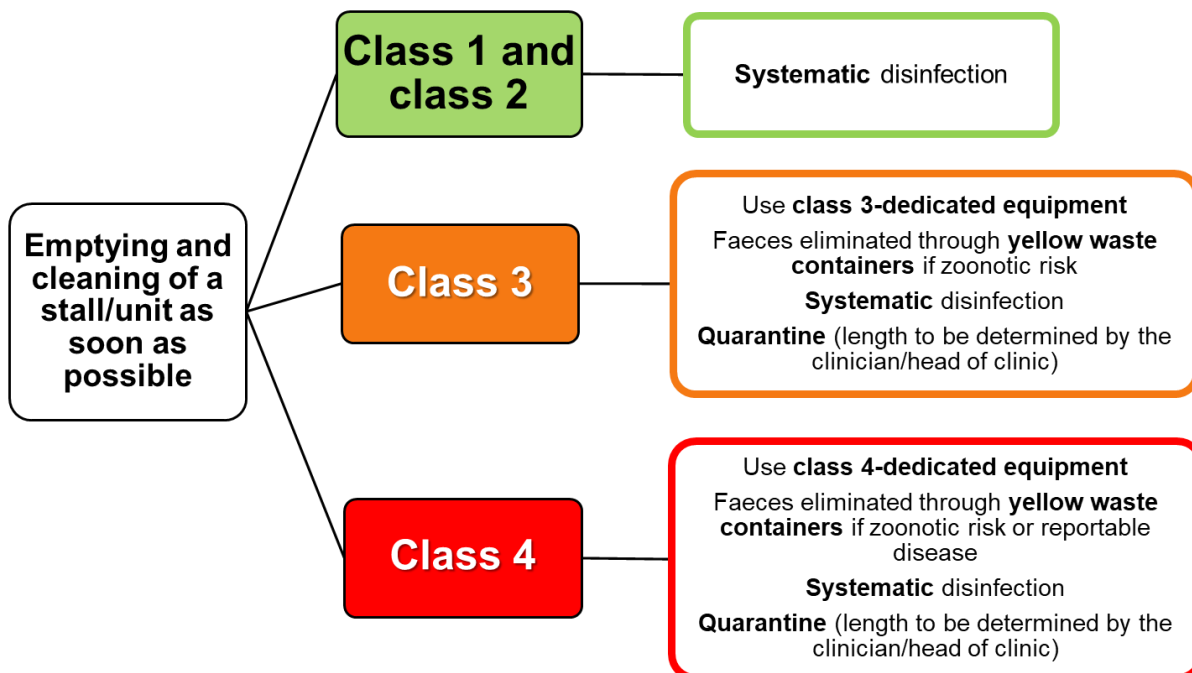 Emptying and
cleaning of a
stall/unit as
soon as
possible
Class 1 and
class 2
Systematic disinfection
Class 3
Use class 3-dedicated equipment
Faeces eliminated through yellow waste
containers if zoonotic risk
Systematic disinfection
Quarantine (length to be determined by the
clinician/head of clinic)
Class 4
Use class 4-dedicated equipment
Faeces eliminated through yellow waste
containers if zoonotic risk or reportable
disease
Systematic disinfection
Quarantine (length to be determined by the
clinician/head of clinic)